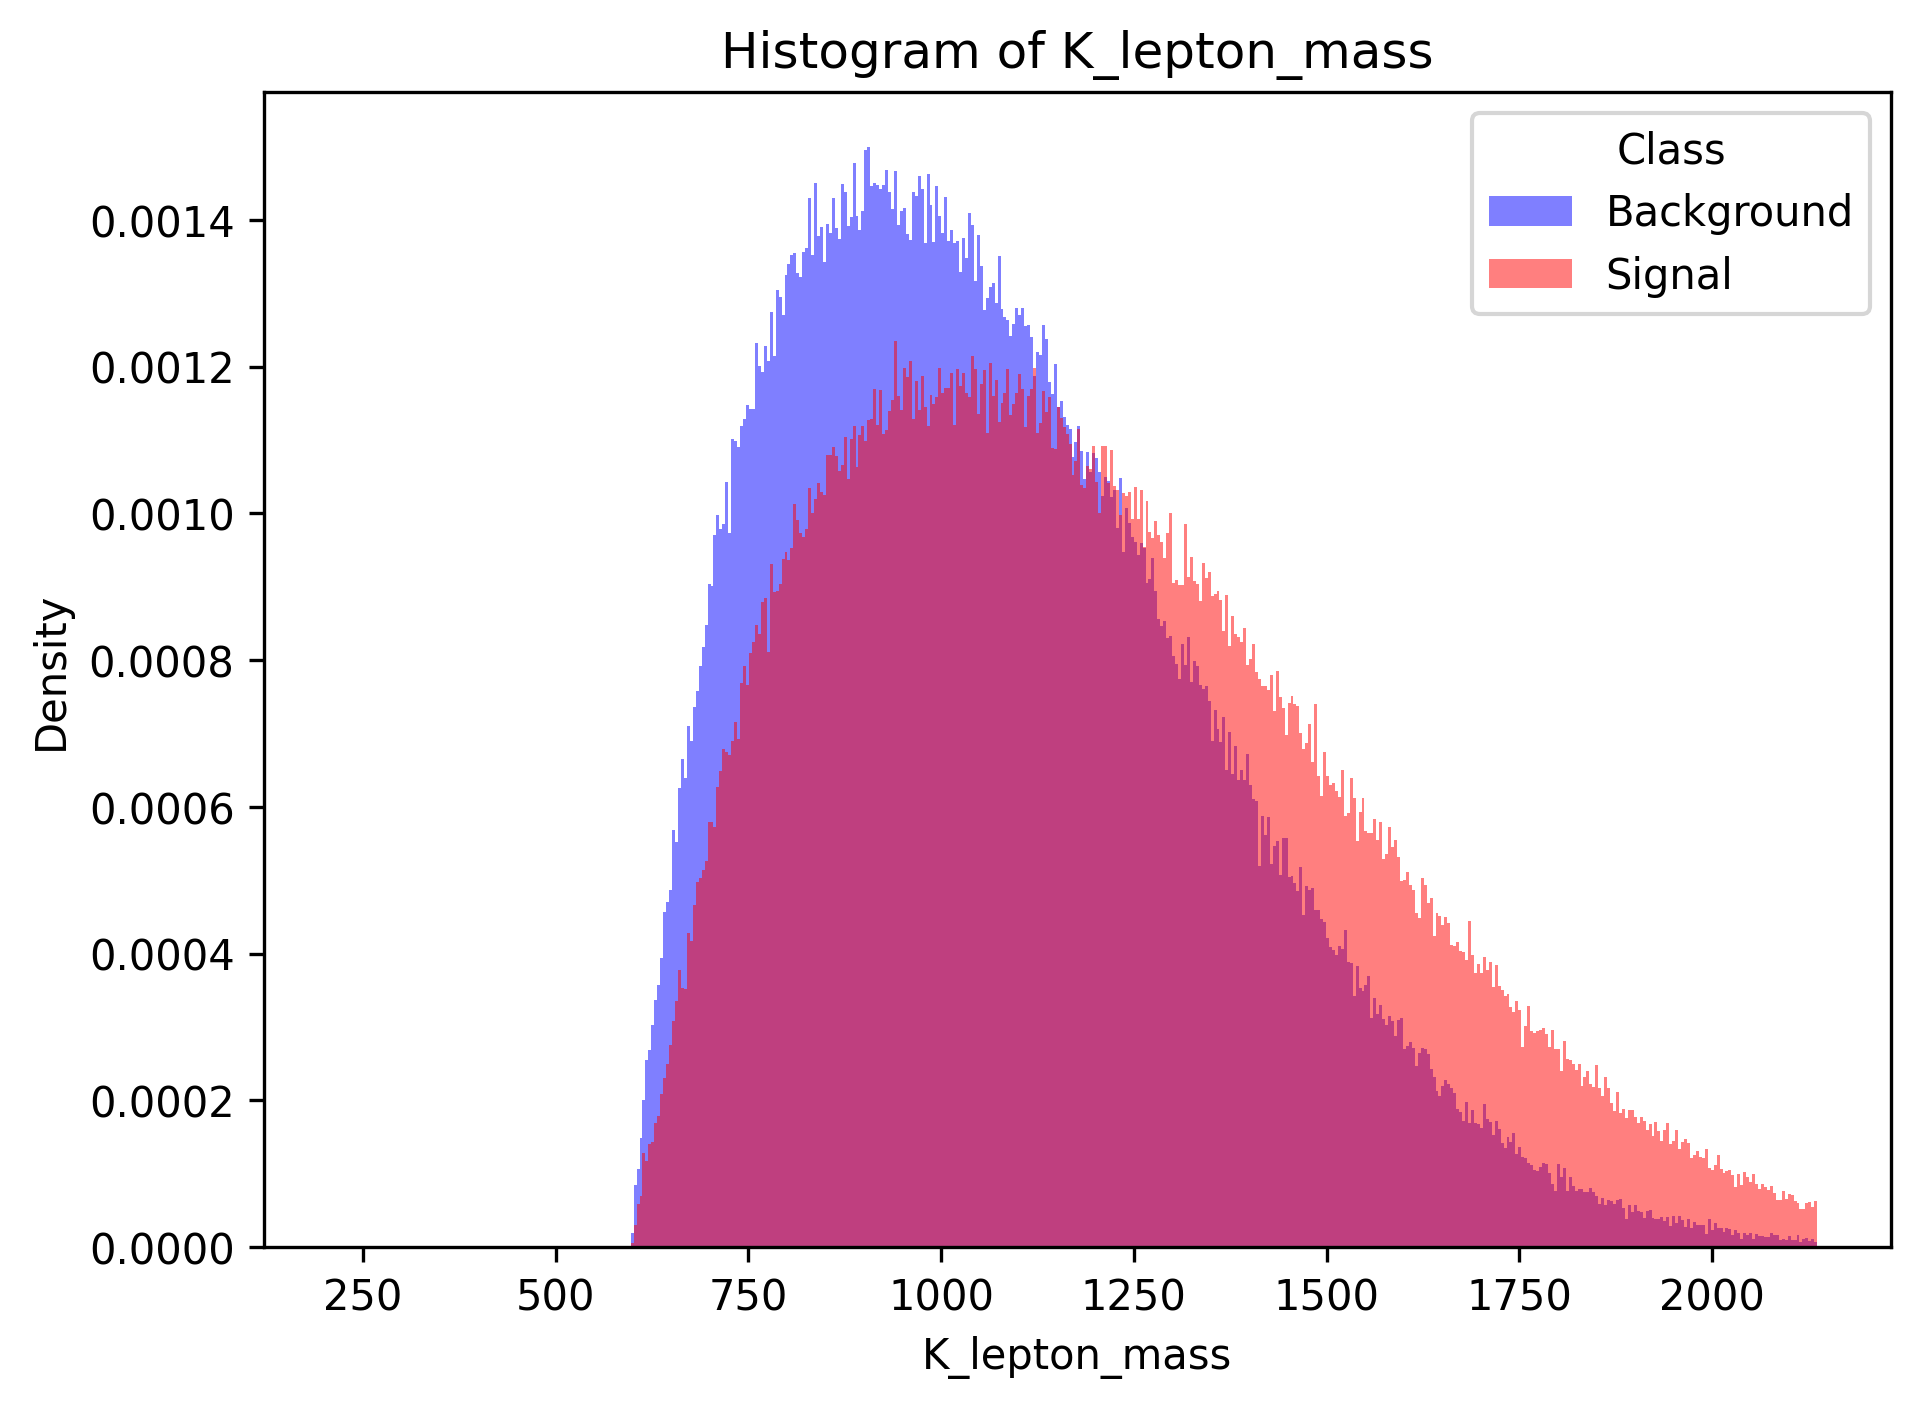 Histogram of K_lepton_mass
Class
Background
Signal
Density
0.0014
0.0012
0.0010
0.0008
0.0006
0.0004
0.0002
0.0000
250 500 750 1000 1250 1500 1750 2000
K_lepton_mass